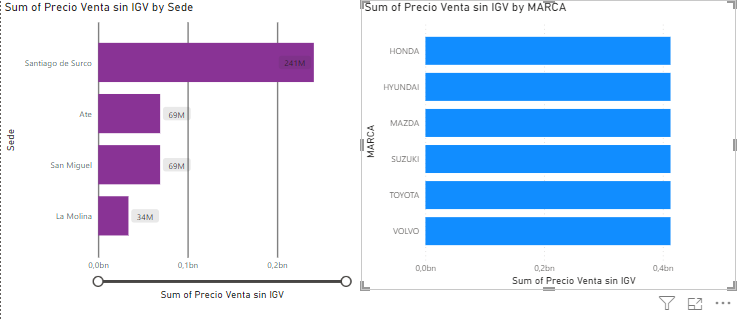 Sum of Precio Venta sin IGV by Sede
Sede
Santiago de Surco
241M
Ate
69M
San Miguel
69M
La Molina
34M
0,0bn
0,1bn
0,2bn
Sum of Precio Venta sin IGV
Sum of Precio Venta sin IGV by MARCA
MARCA
HONDA
HYUNDAI
MAZDA
SUZUKI
TOYOTA
VOLVO
0,0bn
0,2bn
0,4bn
Sum of Precio Venta sin IGV